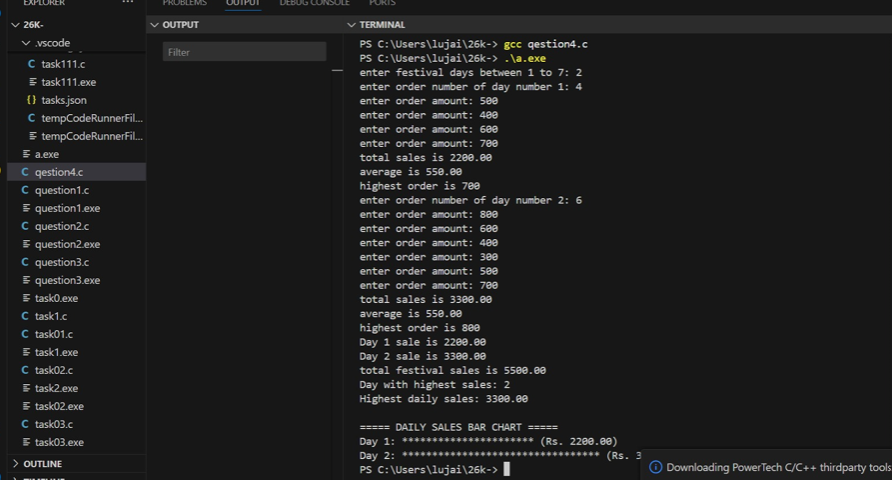 EXPLORER
...
PROBLEMS
OUTPUT
DEBUG CONSOLE
PORTS
26K-
.vscode
C task111.c
task111.exe
{} tasks.json
C tempCodeRunnerFil...
tempCodeRunnerFil...
a.exe
C qestion4.c
C question1.c
question1.exe
C question2.c
question2.exe
C question3.c
question3.exe
task0.exe
C task1.c
C task01.c
task1.exe
C task02.c
task2.exe
task02.exe
C task03.c
task03.exe
OUTLINE
OUTPUT
Filter
TERMINAL
PS C:\Users\lujai\26k-> gcc qestion4.c
PS C:\Users\lujai\26k-> .\a.exe
enter festival days between 1 to 7: 2
enter order number of day number 1: 4
enter order amount: 500
enter order amount: 400
enter order amount: 600
enter order amount: 700
total sales is 2200.00
average is 550.00
highest order is 700
enter order number of day number 2: 6
enter order amount: 800
enter order amount: 600
enter order amount: 400
enter order amount: 300
enter order amount: 500
enter order amount: 700
total sales is 3300.00
average is 550.00
highest order is 800
Day 1 sale is 2200.00
Day 2 sale is 3300.00
total festival sales is 5500.00
Day with highest sales: 2
Highest daily sales: 3300.00
===== DAILY SALES BAR CHART =====
Day 1: ********************** (Rs. 2200.00)
Day 2: ********************************* (Rs. 3
PS C:\Users\lujai\26k->
Downloading PowerTech C/C++ thirdparty tools